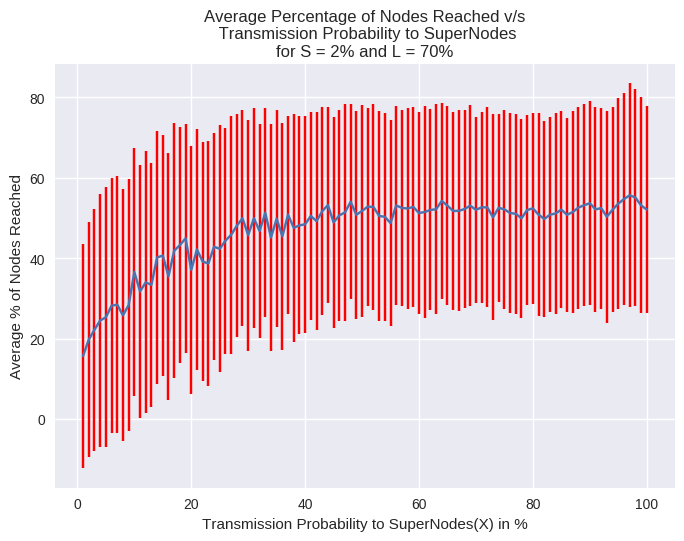 Average Percentage of Nodes Reached v/s
Transmission Probability to SuperNodes
for S = 2% and L = 70%
Average % of Nodes Reached
80
60
40
20
0
0 20 40 60 80 100
Transmission Probability to SuperNodes(X) in %